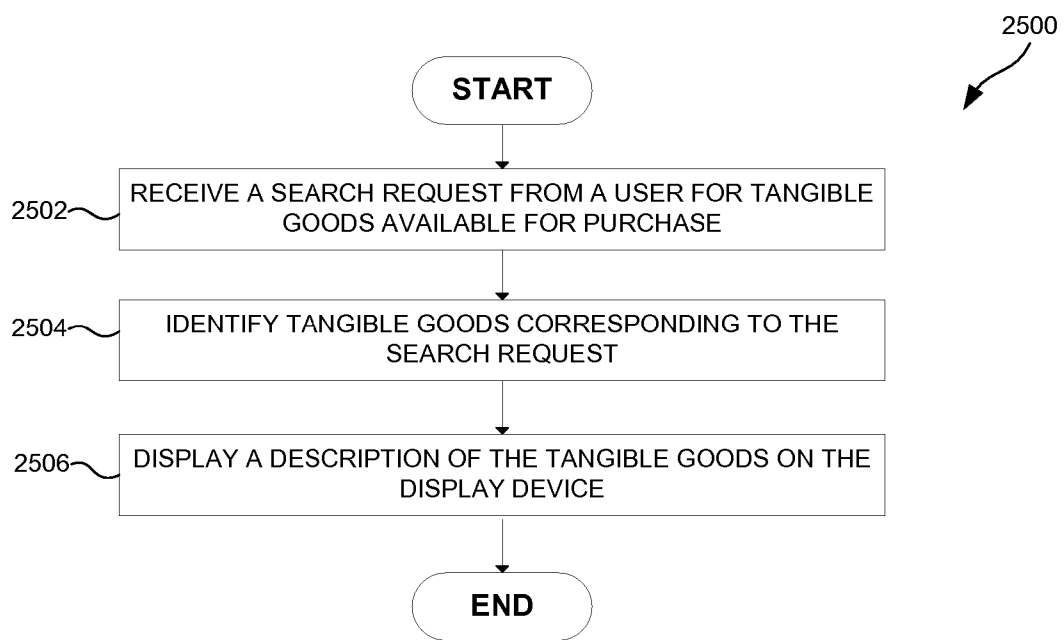 2500
START
2502
RECEIVE A SEARCH REQUEST FROM A USER FOR TANGIBLE
GOODS AVAILABLE FOR PURCHASE
2504
IDENTIFY TANGIBLE GOODS CORRESPONDING TO THE
SEARCH REQUEST
2506
DISPLAY A DESCRIPTION OF THE TANGIBLE GOODS ON THE
DISPLAY DEVICE
END